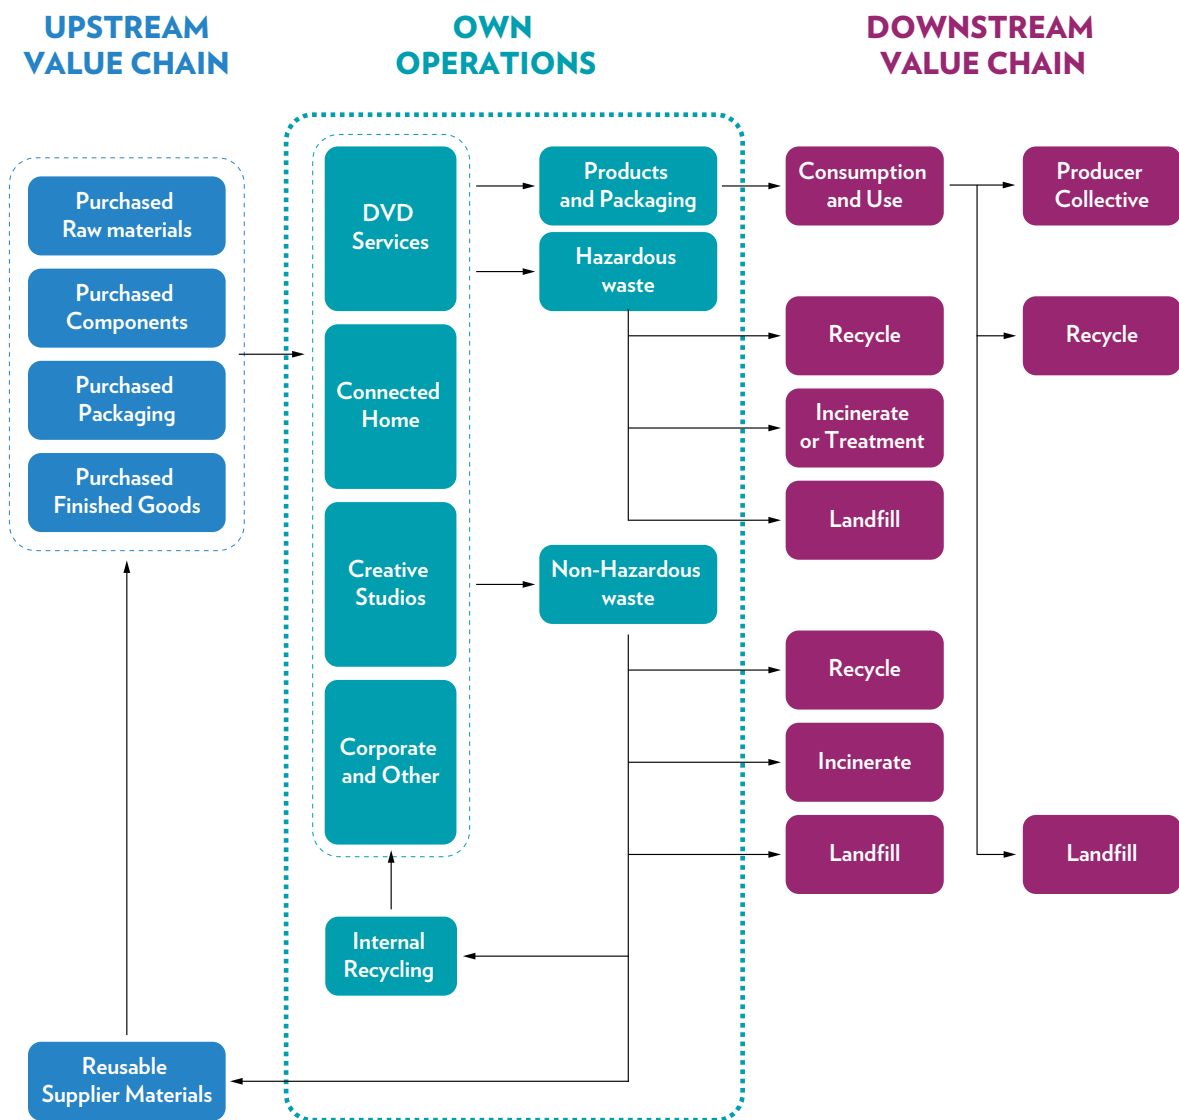 UPSTREAM
VALUE CHAIN
OWN
OPERATIONS
DOWNSTREAM
VALUE CHAIN
Purchased
Raw materials
Purchased
Components
Purchased
Packaging
Purchased
Finished Goods
Reusable
Supplier Materials
DVD
Services
Connected
Home
Creative
Studios
Corporate
and Other
Internal
Recycling
Products
and Packaging
Hazardous
waste
Non-Hazardous
waste
Consumption
and Use
Recycle
Incinerate
or Treatment
Landfill
Recycle
Incinerate
Landfill
Producer
Collective
Recycle
Landfill